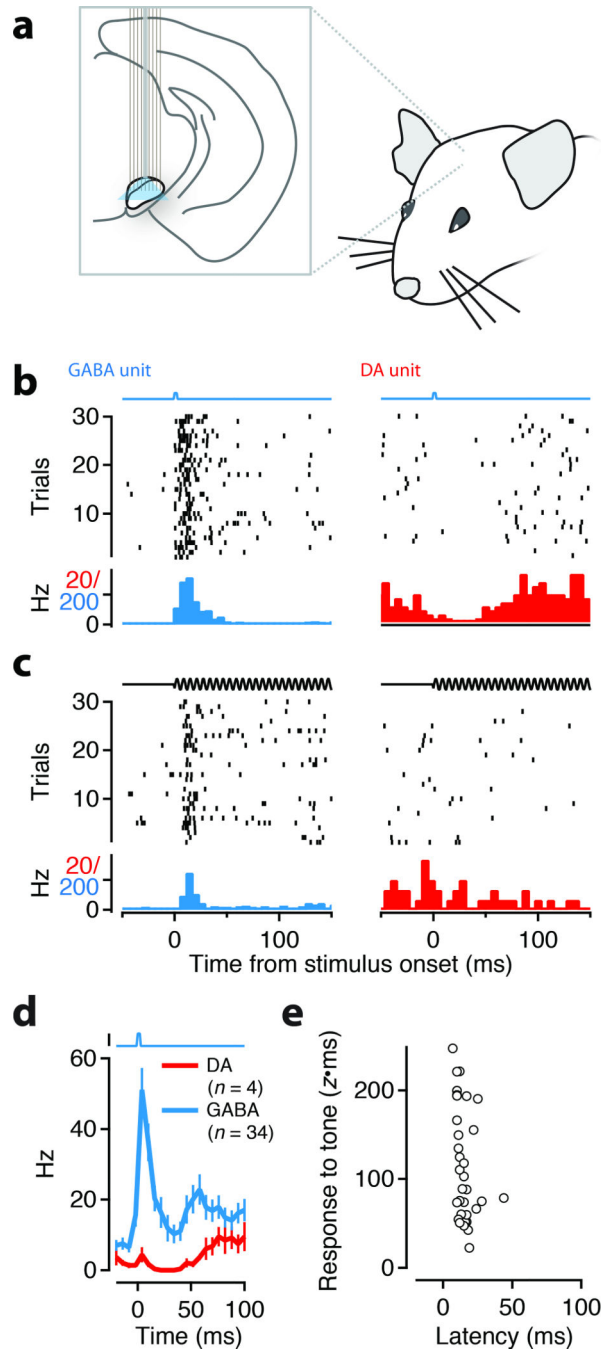 a
b
GABA unit
DA unit
30
20
10
Trials
20/
200
0
Hz
c
30
20
10
Trials
20/
200
0
Hz
0
100
0
100
Time from stimulus onset (ms)
d
60
40
20
0
Hz
DA
(n = 4)
GABA
(n = 34)
0
50
100
Time (ms)
e
200
100
0
Response to tone (z•ms)
0
50
100
Latency (ms)